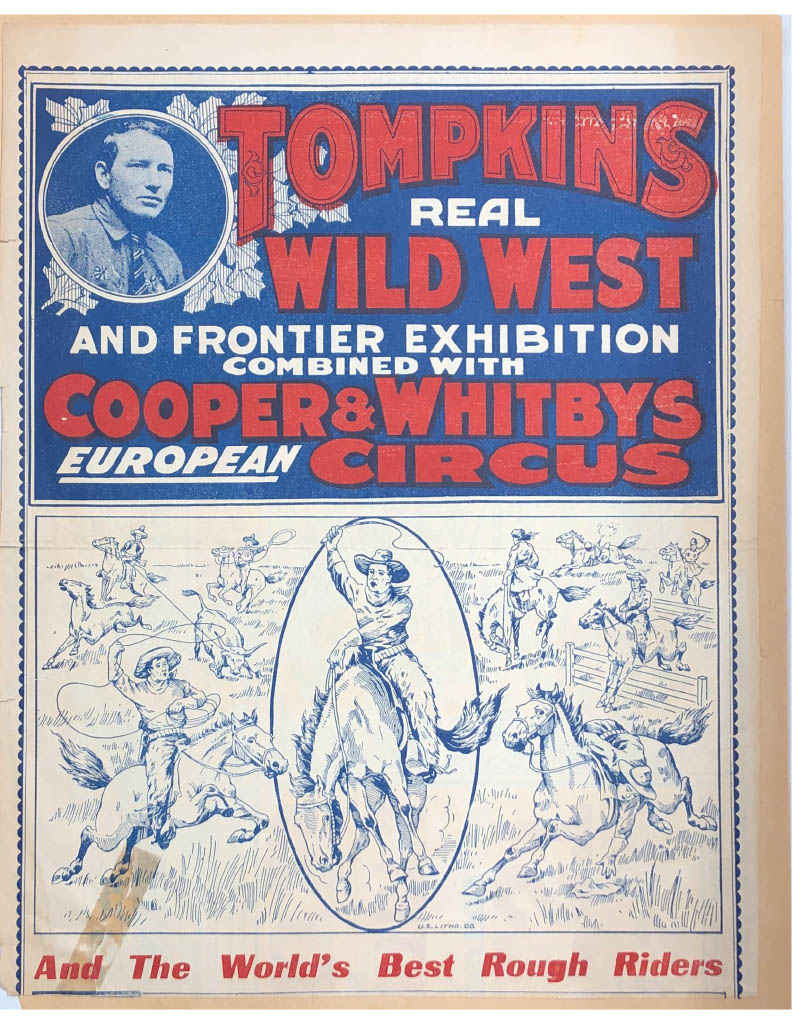 TOMPKINS
REAL
WILD WEST
AND FRONTIER EXHIBITION
COMBINED WITH
COOPER & WHITBYS
EUROPEAN CIRCUS
U.S. LITHO. CO.
And The World's Best Rough Riders